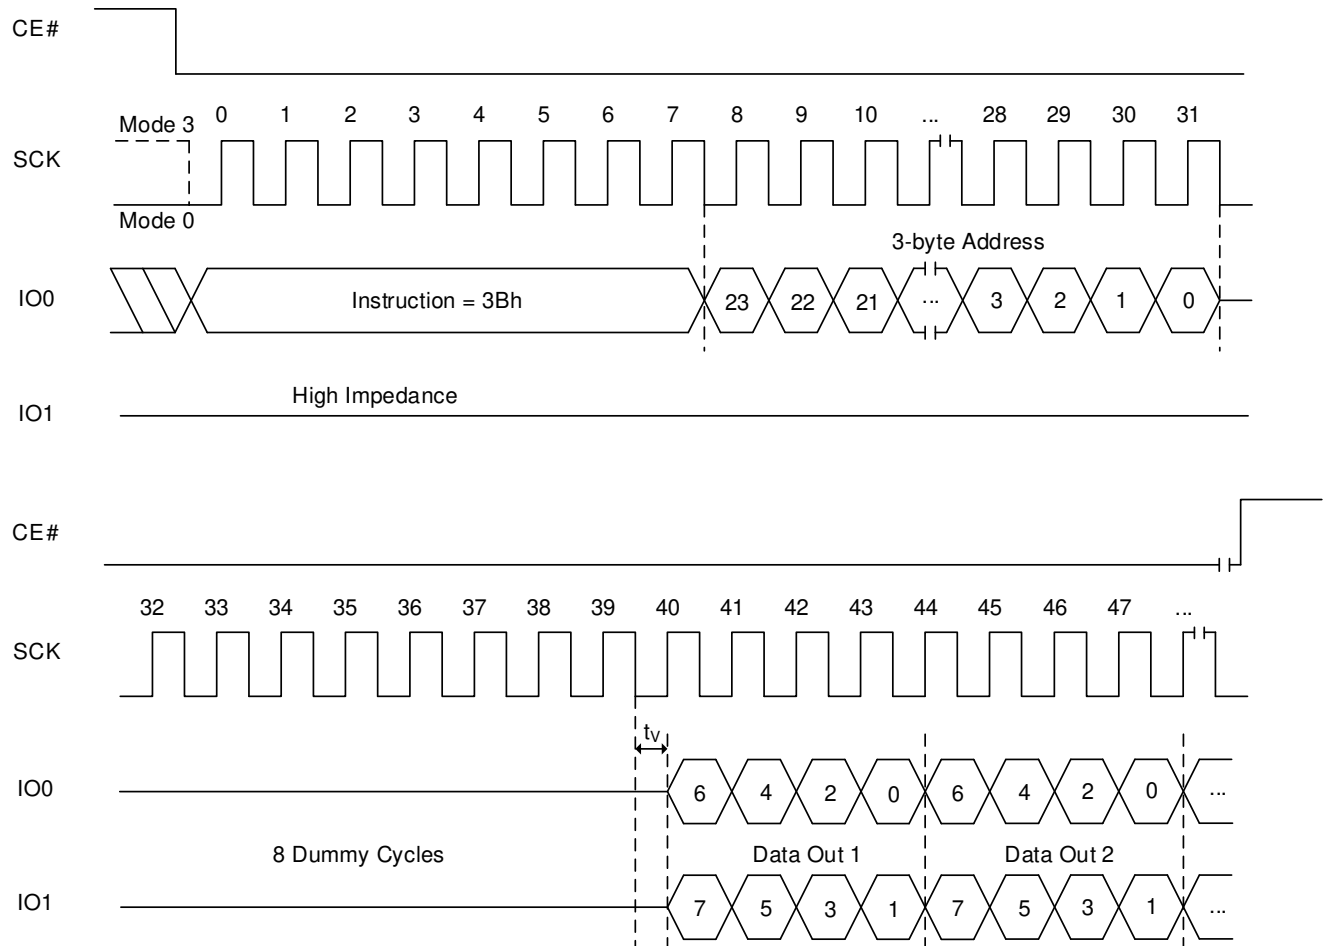 CE#
0 1 2 3 4 5 6 7 8 9 10 ... 28 29 30 31
Mode 3
SCK
Mode 0
3-byte Address
IO0 Instruction = 3Bh 23 22 21 ... 3 2 1 0
High Impedance
IO1
CE#
32 33 34 35 36 37 38 39 40 41 42 43 44 45 46 47 ...
SCK
tV
IO0 6 4 2 0 6 4 2 0 ...
8 Dummy Cycles Data Out 1 Data Out 2
IO1 7 5 3 1 7 5 3 1 ...